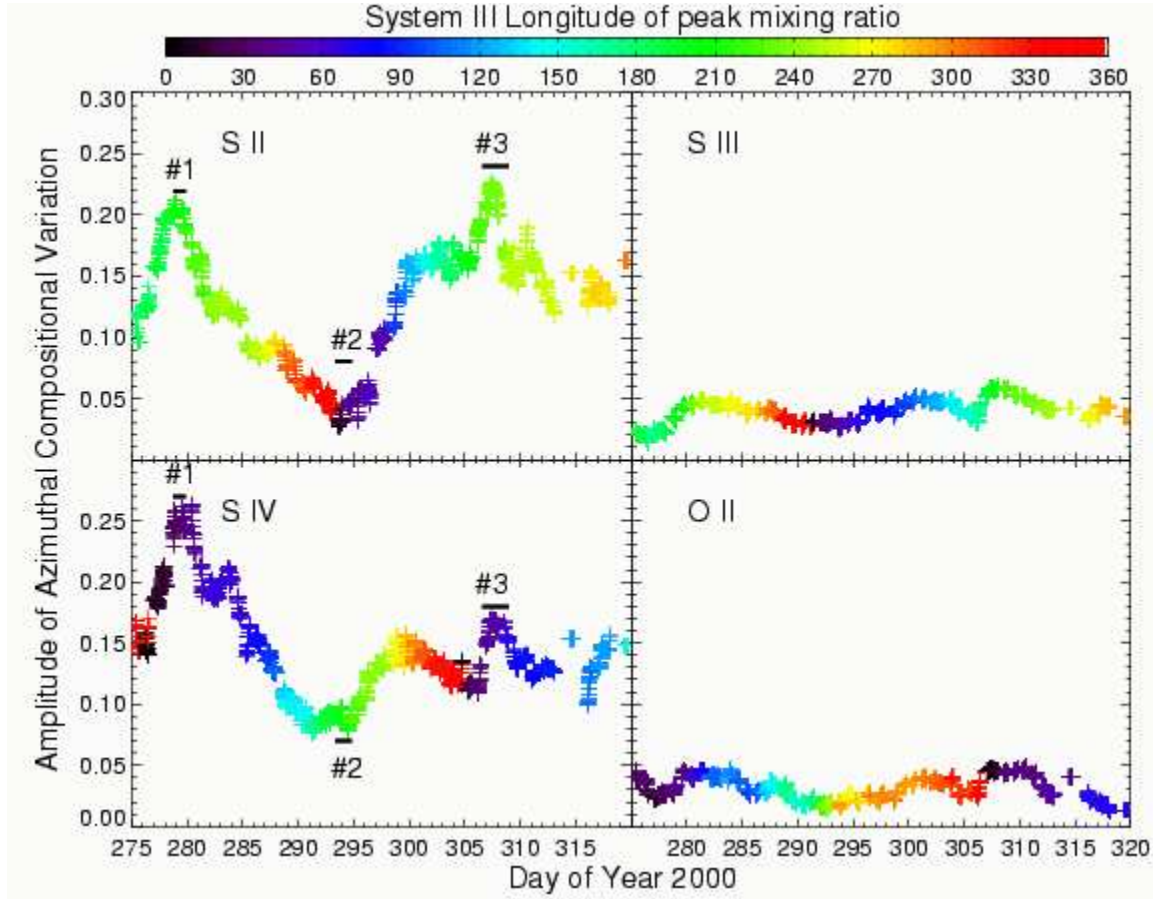 System III Longitude of peak mixing ratio
0 30 60 90 120 150 180 210 240 270 300 330 360
Amplitude of Azimuthal Compositional Variation
0.30
0.25
0.20
0.15
0.10
0.05
S II
#1
#2
#3
S III
0.25
0.20
0.15
0.10
0.05
0.00
#1
S IV
#2
#3
O II
275 280 285 290 295 300 305 310 315
280 285 290 295 300 305 310 315 320
Day of Year 2000